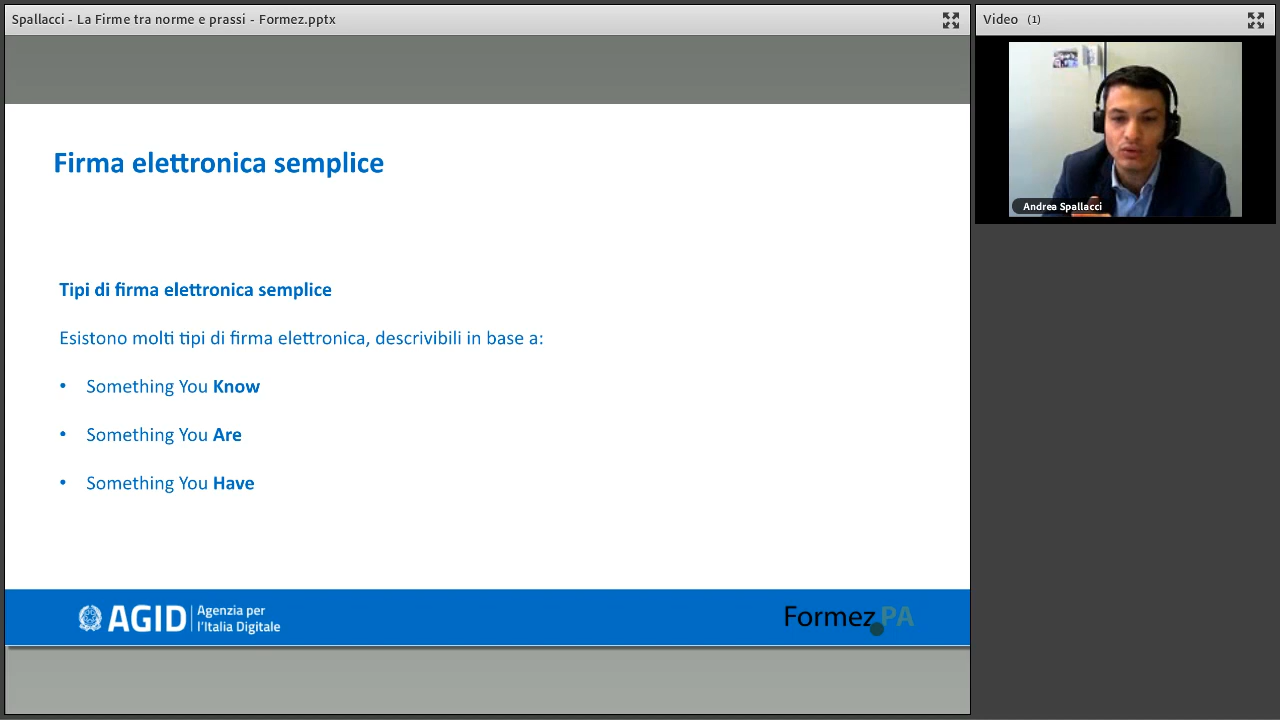 Spallacci - La Firme tra norme e prassi - Formez.pptx
Video (1)
Andrea Spallacci
Firma elettronica semplice
Tipi di firma elettronica semplice
Esistono molti tipi di firma elettronica, descrivibili in base a:
• Something You Know
• Something You Are
• Something You Have
AGID
Agenzia per
l'Italia Digitale
Formez PA